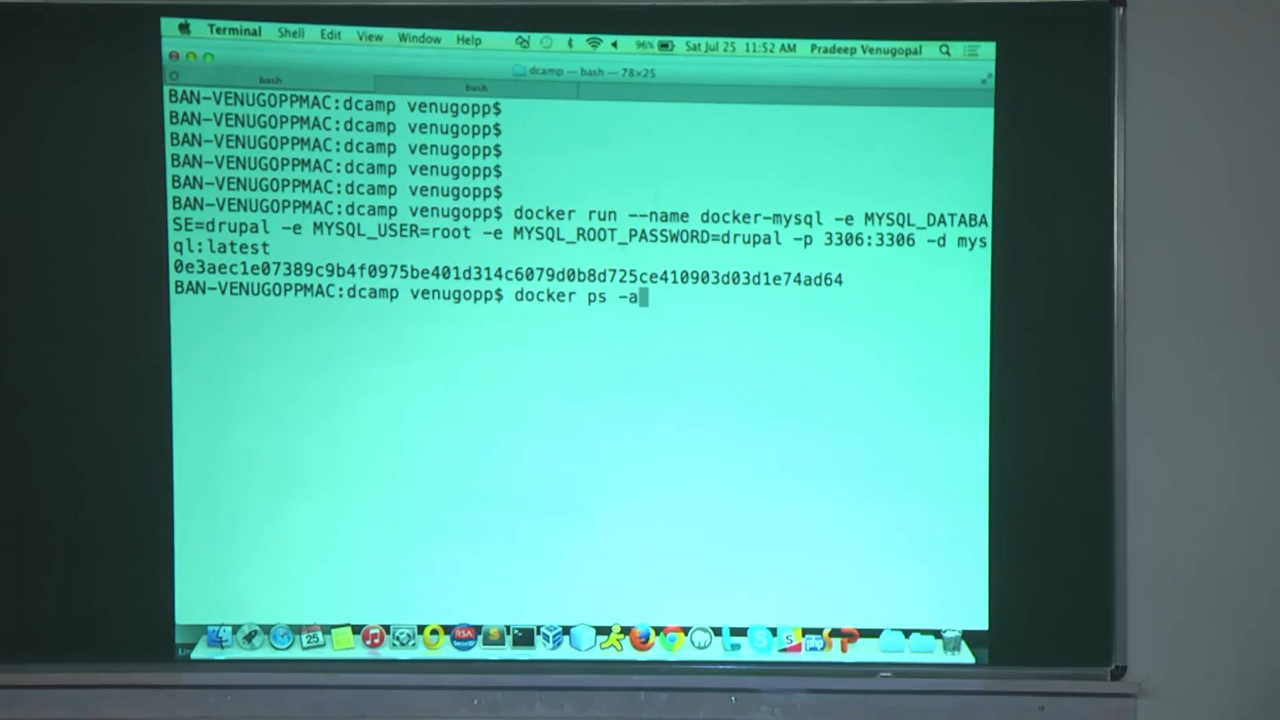 Terminal Shell Edit View Window Help 96% Sat Jul 25 11:52 AM Pradeep Venugopal
dcamp — bash — 78×25
bash bash
BAN-VENUGOPPMAC:dcamp venugopp$
BAN-VENUGOPPMAC:dcamp venugopp$
BAN-VENUGOPPMAC:dcamp venugopp$
BAN-VENUGOPPMAC:dcamp venugopp$
BAN-VENUGOPPMAC:dcamp venugopp$
BAN-VENUGOPPMAC:dcamp venugopp$ docker run --name docker-mysql -e MYSQL_DATABA
SE=drupal -e MYSQL_USER=root -e MYSQL_ROOT_PASSWORD=drupal -p 3306:3306 -d mys
ql:latest
0e3aec1e07389c9b4f0975be401d314c6079d0b8d725ce410903d03d1e74ad64
BAN-VENUGOPPMAC:dcamp venugopp$ docker ps -a
25 RSA S S php S P